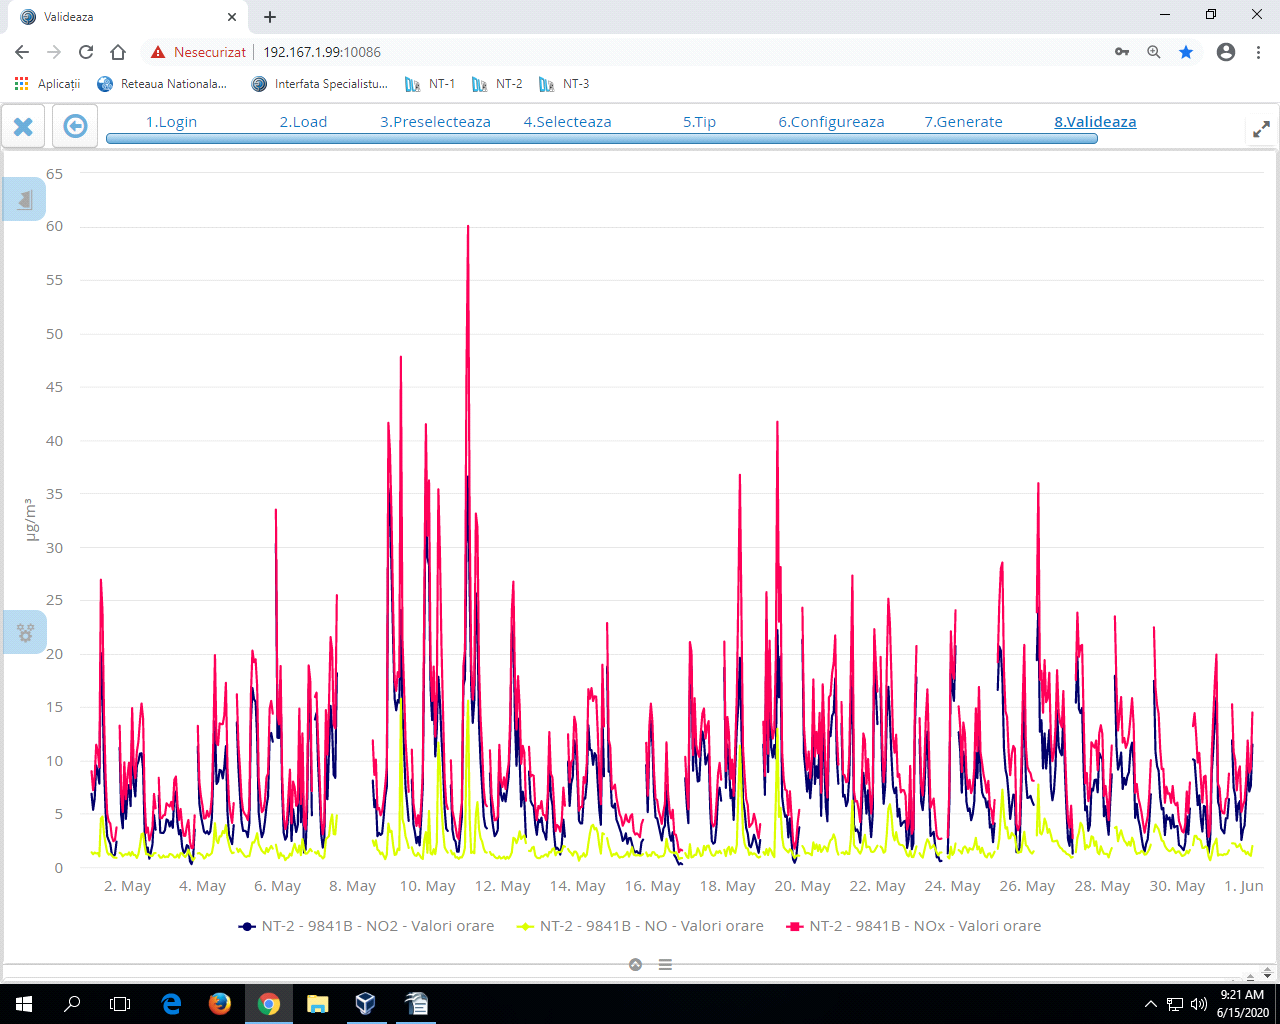 Valideaza
Nesecurizat 192.167.1.99:10086
Aplicații Reteaua Nationala... Interfata Specialistu... NT-1 NT-2 NT-3
1.Login 2.Load 3.Preselecteaza 4.Selecteaza 5.Tip 6.Configureaza 7.Generate 8.Valideaza
65
60
55
50
45
40
35
30
25
20
15
10
5
0
µg/m³
2. May 4. May 6. May 8. May 10. May 12. May 14. May 16. May 18. May 20. May 22. May 24. May 26. May 28. May 30. May 1. Jun
NT-2 - 9841B - NO2 - Valori orare NT-2 - 9841B - NO - Valori orare NT-2 - 9841B - NOx - Valori orare
9:21 AM
6/15/2020